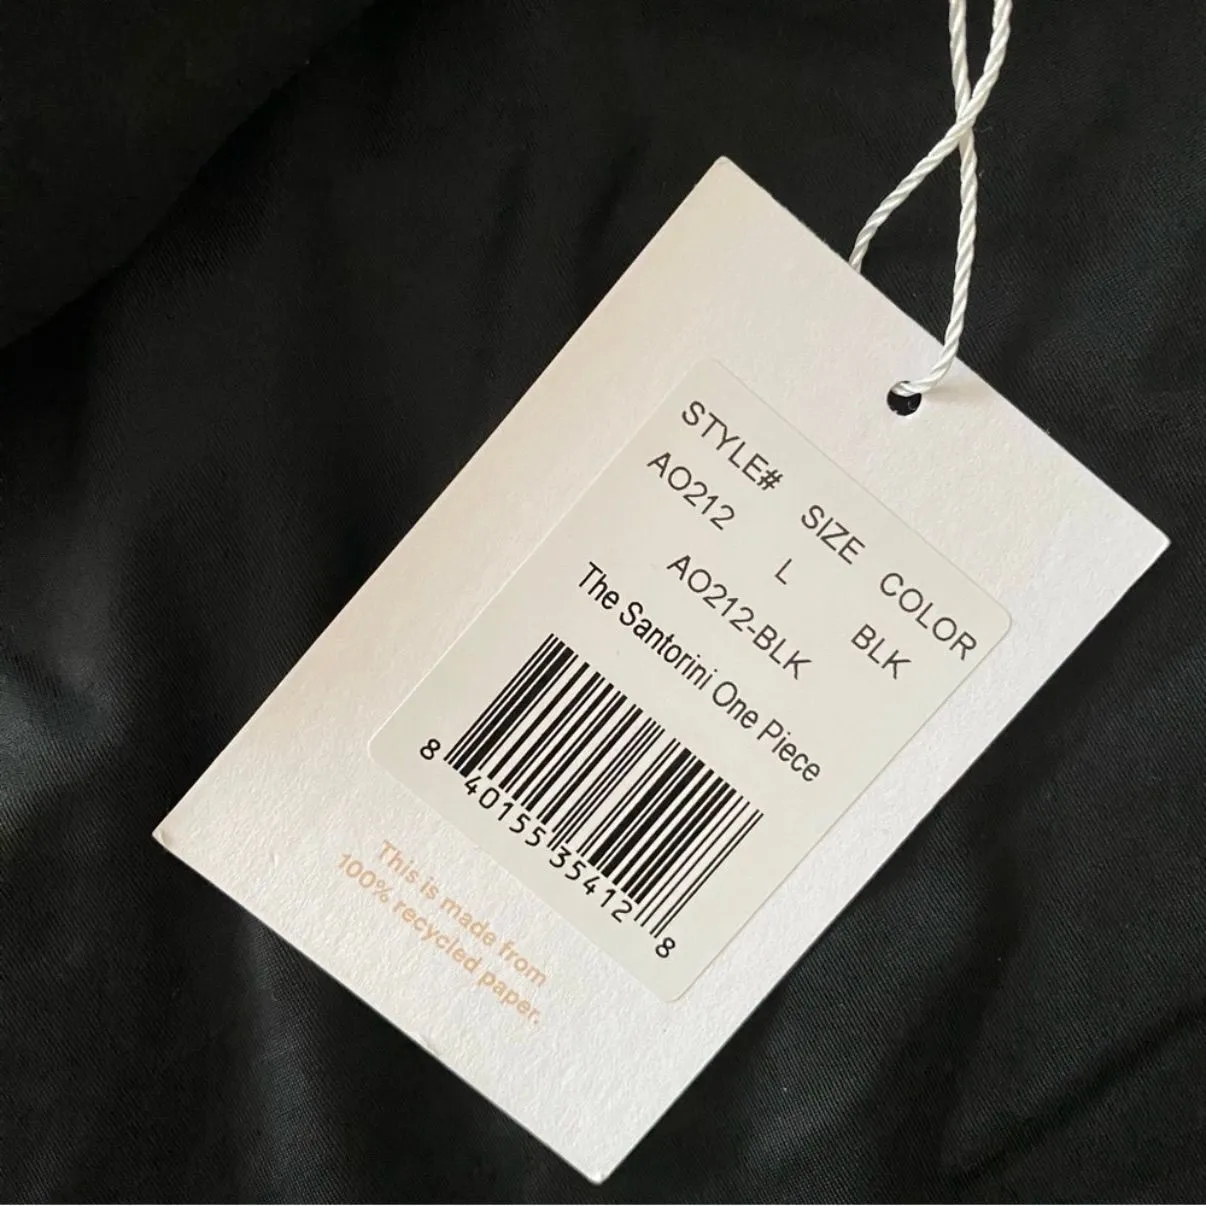 STYLE# SIZE COLOR
AO212 L BLK
AO212-BLK
The Santorini One Piece
8 40155 35412 8
This is made from
100% recycled paper.